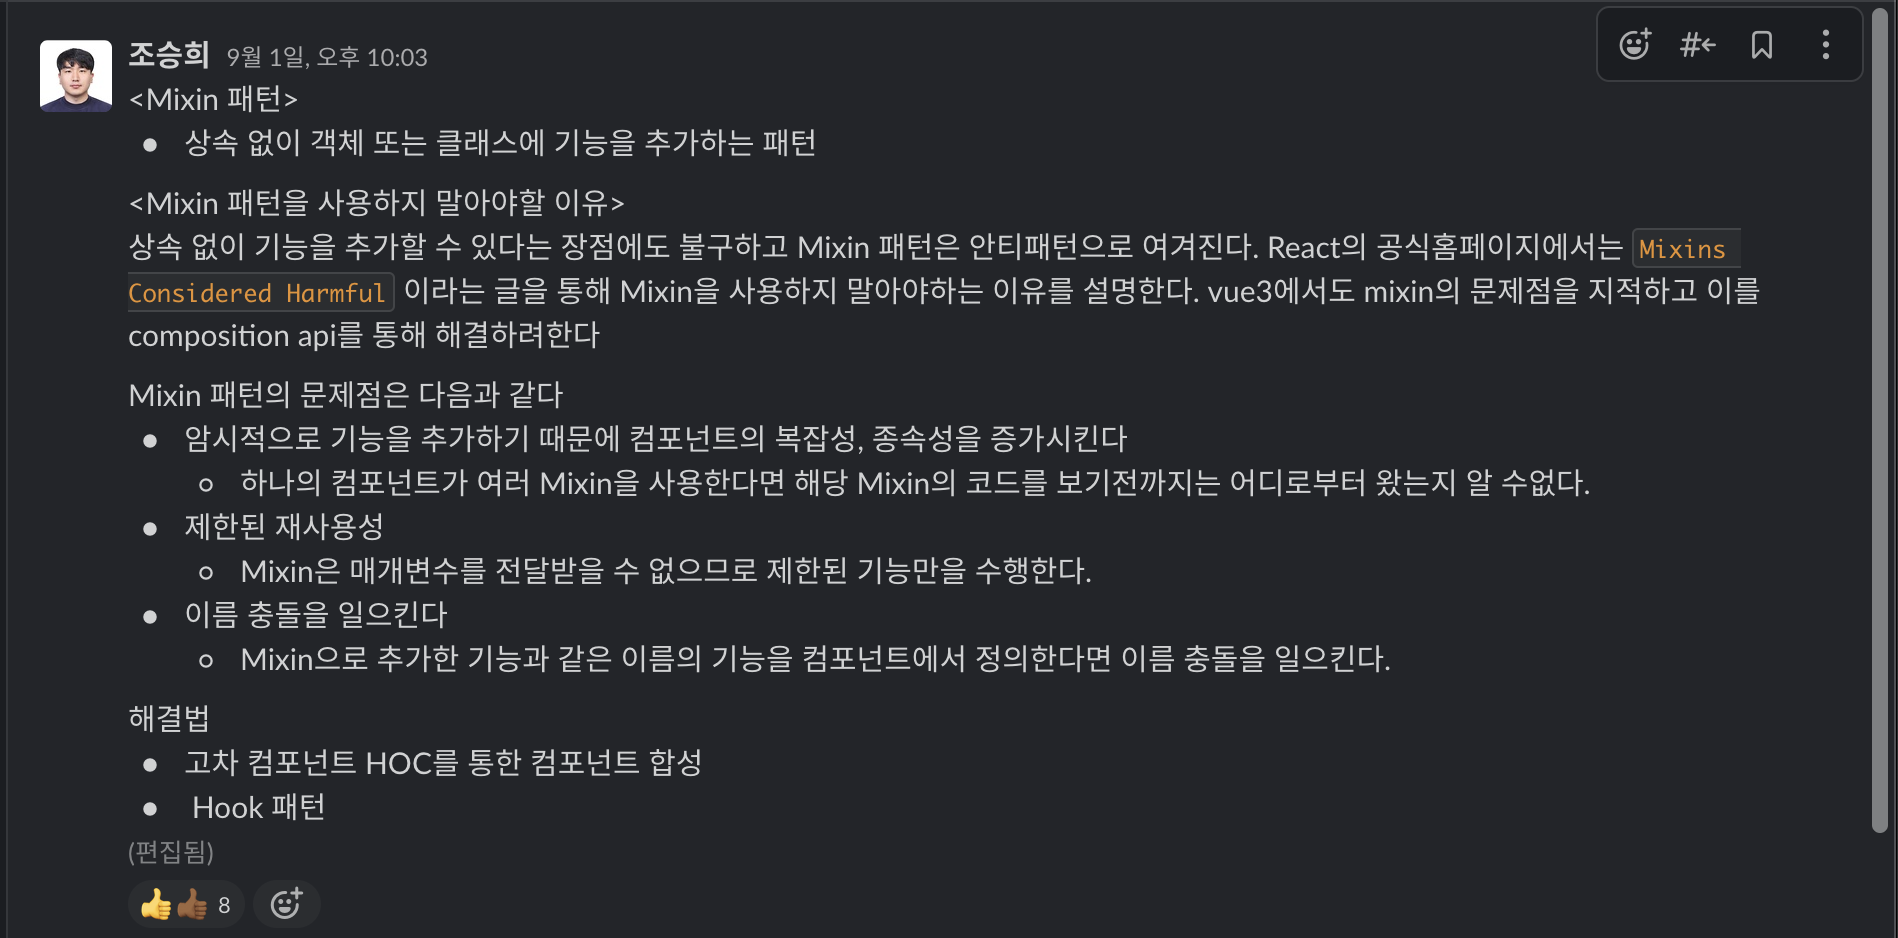 조승희 9월 1일, 오후 10:03
<Mixin 패턴>
● 상속 없이 객체 또는 클래스에 기능을 추가하는 패턴
<Mixin 패턴을 사용하지 말아야할 이유>
상속 없이 기능을 추가할 수 있다는 장점에도 불구하고 Mixin 패턴은 안티패턴으로 여겨진다. React의 공식홈페이지에서는 Mixins
Considered Harmful 이라는 글을 통해 Mixin을 사용하지 말아야하는 이유를 설명한다. vue3에서도 mixin의 문제점을 지적하고 이를
composition api를 통해 해결하려한다
Mixin 패턴의 문제점은 다음과 같다
● 암시적으로 기능을 추가하기 때문에 컴포넌트의 복잡성, 종속성을 증가시킨다
○ 하나의 컴포넌트가 여러 Mixin을 사용한다면 해당 Mixin의 코드를 보기전까지는 어디로부터 왔는지 알 수없다.
● 제한된 재사용성
○ Mixin은 매개변수를 전달받을 수 없으므로 제한된 기능만을 수행한다.
● 이름 충돌을 일으킨다
○ Mixin으로 추가한 기능과 같은 이름의 기능을 컴포넌트에서 정의한다면 이름 충돌을 일으킨다.
해결법
● 고차 컴포넌트 HOC를 통한 컴포넌트 합성
● Hook 패턴
(편집됨)
👍👍🏾 8